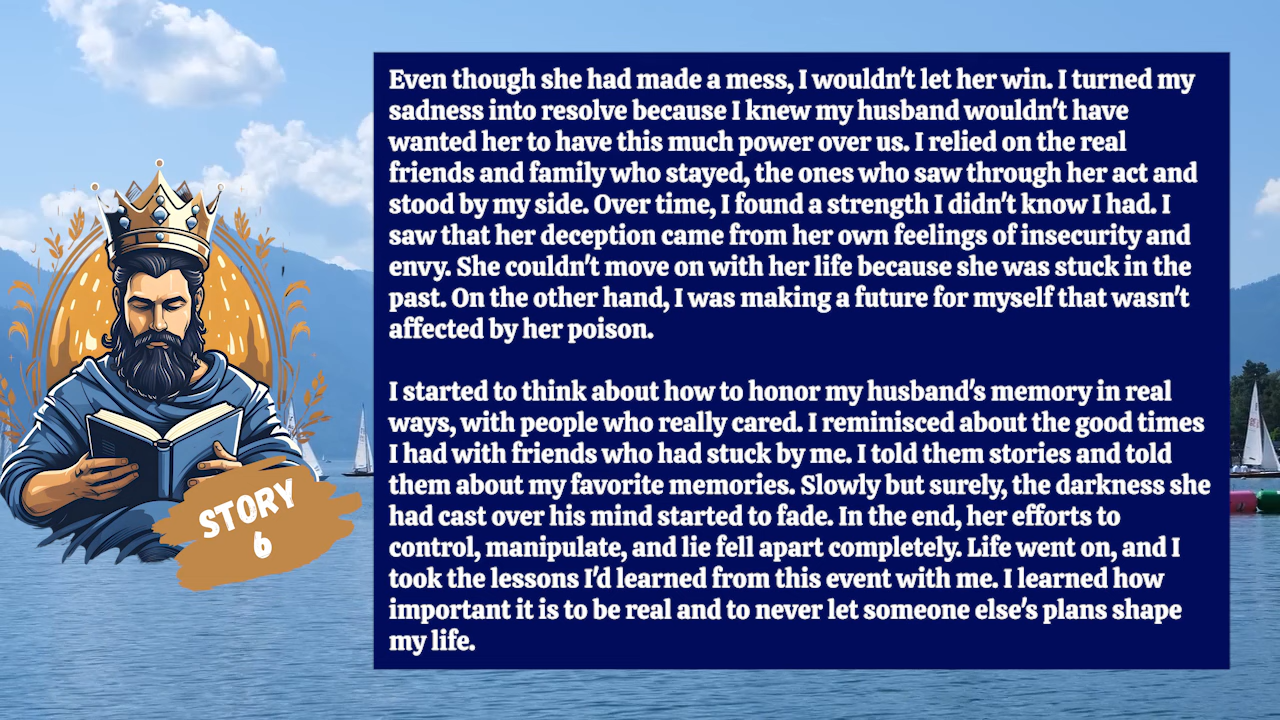 Even though she had made a mess, I wouldn't let her win. I turned my
sadness into resolve because I knew my husband wouldn't have
wanted her to have this much power over us. I relied on the real
friends and family who stayed, the ones who saw through her act and
stood by my side. Over time, I found a strength I didn't know I had. I
saw that her deception came from her own feelings of insecurity and
envy. She couldn't move on with her life because she was stuck in the
past. On the other hand, I was making a future for myself that wasn't
affected by her poison.
I started to think about how to honor my husband's memory in real
ways, with people who really cared. I reminisced about the good times
I had with friends who had stuck by me. I told them stories and told
them about my favorite memories. Slowly but surely, the darkness she
had cast over his mind started to fade. In the end, her efforts to
control, manipulate, and lie fell apart completely. Life went on, and I
took the lessons I'd learned from this event with me. I learned how
important it is to be real and to never let someone else's plans shape
my life.
STORY
6